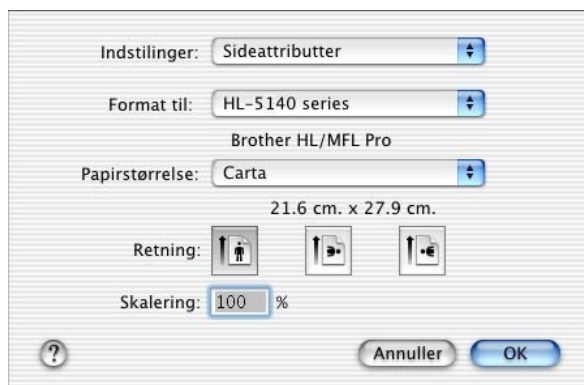 Indstilinger: Sideattributter
Format til: HL-5140 series
Brother HL/MFL Pro
Papirstørrelse: Carta
21.6 cm. x 27.9 cm.
Retning:
Skalering: 100 %
? Annuller OK